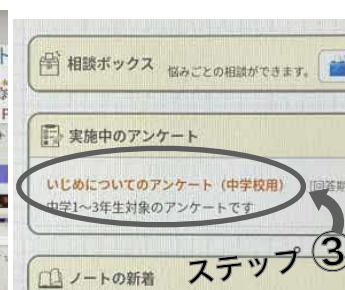 相談ボックス 悩みごとの相談ができます。
実施中のアンケート
いじめについてのアンケート（中学校用）
中学1〜3年生対象のアンケートです
ステップ③
ノートの新着